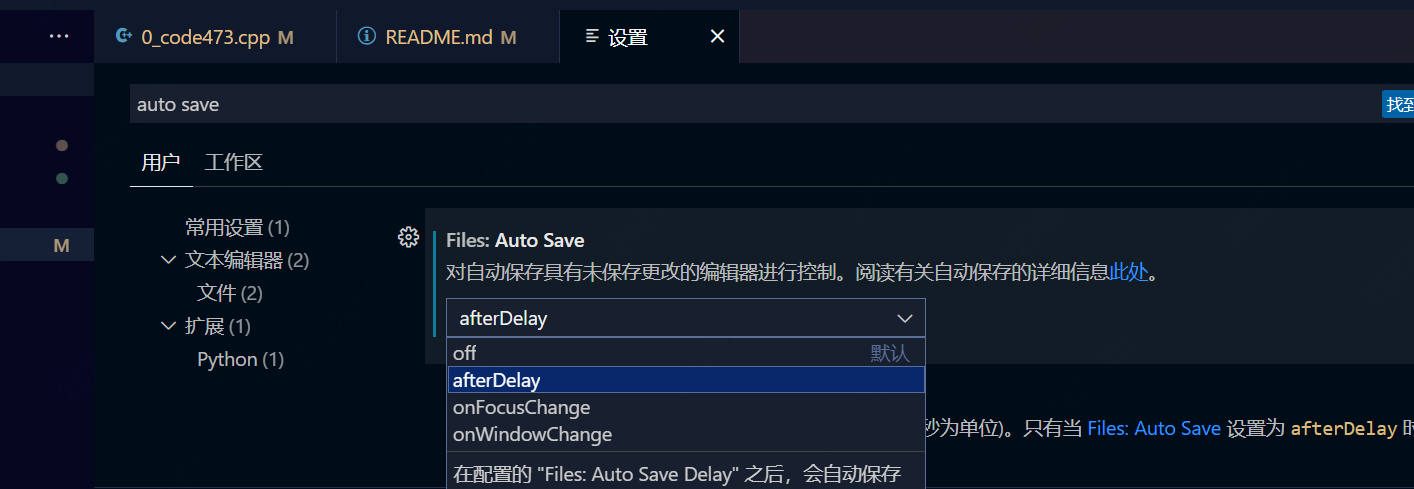 0_code473.cpp M
README.md M
设置
auto save
找到
用户 工作区
常用设置 (1)
文本编辑器 (2)
文件 (2)
扩展 (1)
Python (1)
M
Files: Auto Save
对自动保存具有未保存更改的编辑器进行控制。阅读有关自动保存的详细信息此处。
afterDelay
off 默认
afterDelay
onFocusChange
onWindowChange
秒为单位)。只有当 Files: Auto Save 设置为 afterDelay 时
在配置的 "Files: Auto Save Delay" 之后，会自动保存